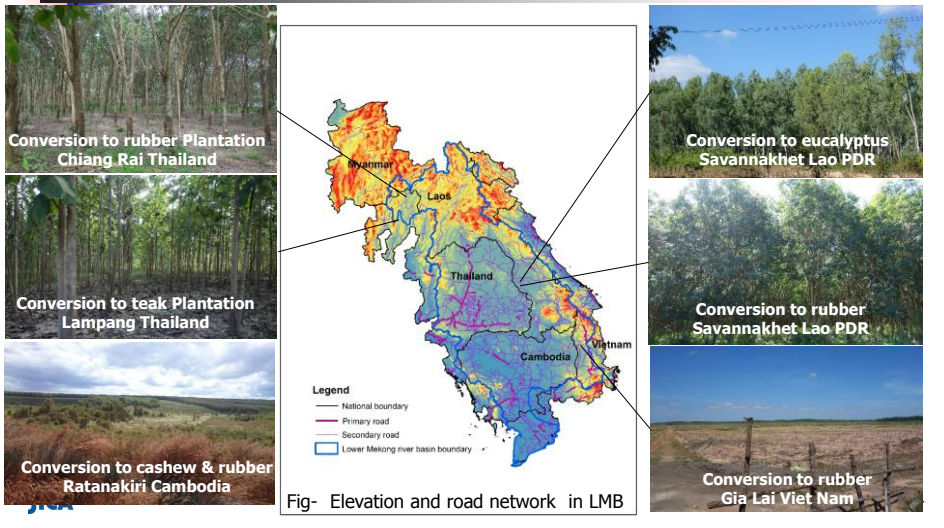 Conversion to rubber Plantation
Chiang Rai Thailand
Conversion to teak Plantation
Lampang Thailand
Conversion to cashew & rubber
Ratanakiri Cambodia
JICA
Myanmar
Laos
Thailand
Vietnam
Cambodia
Legend
National boundary
Primary road
Secondary road
Lower Mekong river basin boundary
Fig- Elevation and road network in LMB
Conversion to eucalyptus
Savannakhet Lao PDR
Conversion to rubber
Savannakhet Lao PDR
Conversion to rubber
Gia Lai Viet Nam